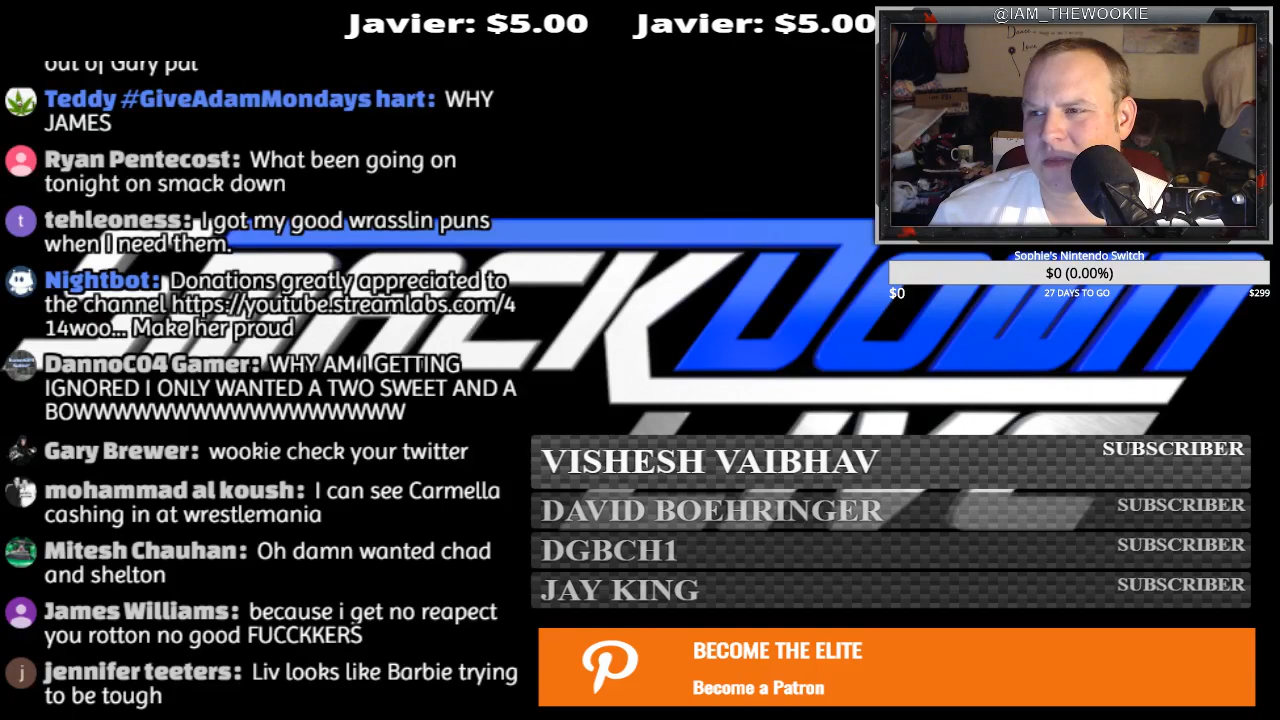 Javier: $5.00 Javier: $5.00
@IAM_THEWOOKIE
out of Gary pat
Teddy #GiveAdamMondays hart: WHY
JAMES
Ryan Pentecost: What been going on
tonight on smack down
tehleoness: I got my good wrasslin puns
when I need them.
Nightbot: Donations greatly appreciated to
the channel https://youtube.streamlabs.com/4
14woo... Make her proud
DannoC04 Gamer: WHY AM I GETTING
IGNORED I ONLY WANTED A TWO SWEET AND A
BOWWWWWWWWWWWWWWWWWW
Gary Brewer: wookie check your twitter
mohammad al koush: I can see Carmella
cashing in at wrestlemania
Mitesh Chauhan: Oh damn wanted chad
and shelton
James Williams: because i get no reapect
you rotton no good FUCCKKERS
jennifer teeters: Liv looks like Barbie trying
to be tough
Sophie's Nintendo Switch
$0 (0.00%)
$0 27 DAYS TO GO $299
SMACKDOWN
LIVE
VISHESH VAIBHAV SUBSCRIBER
DAVID BOEHRINGER SUBSCRIBER
DGBCH1 SUBSCRIBER
JAY KING SUBSCRIBER
BECOME THE ELITE
Become a Patron